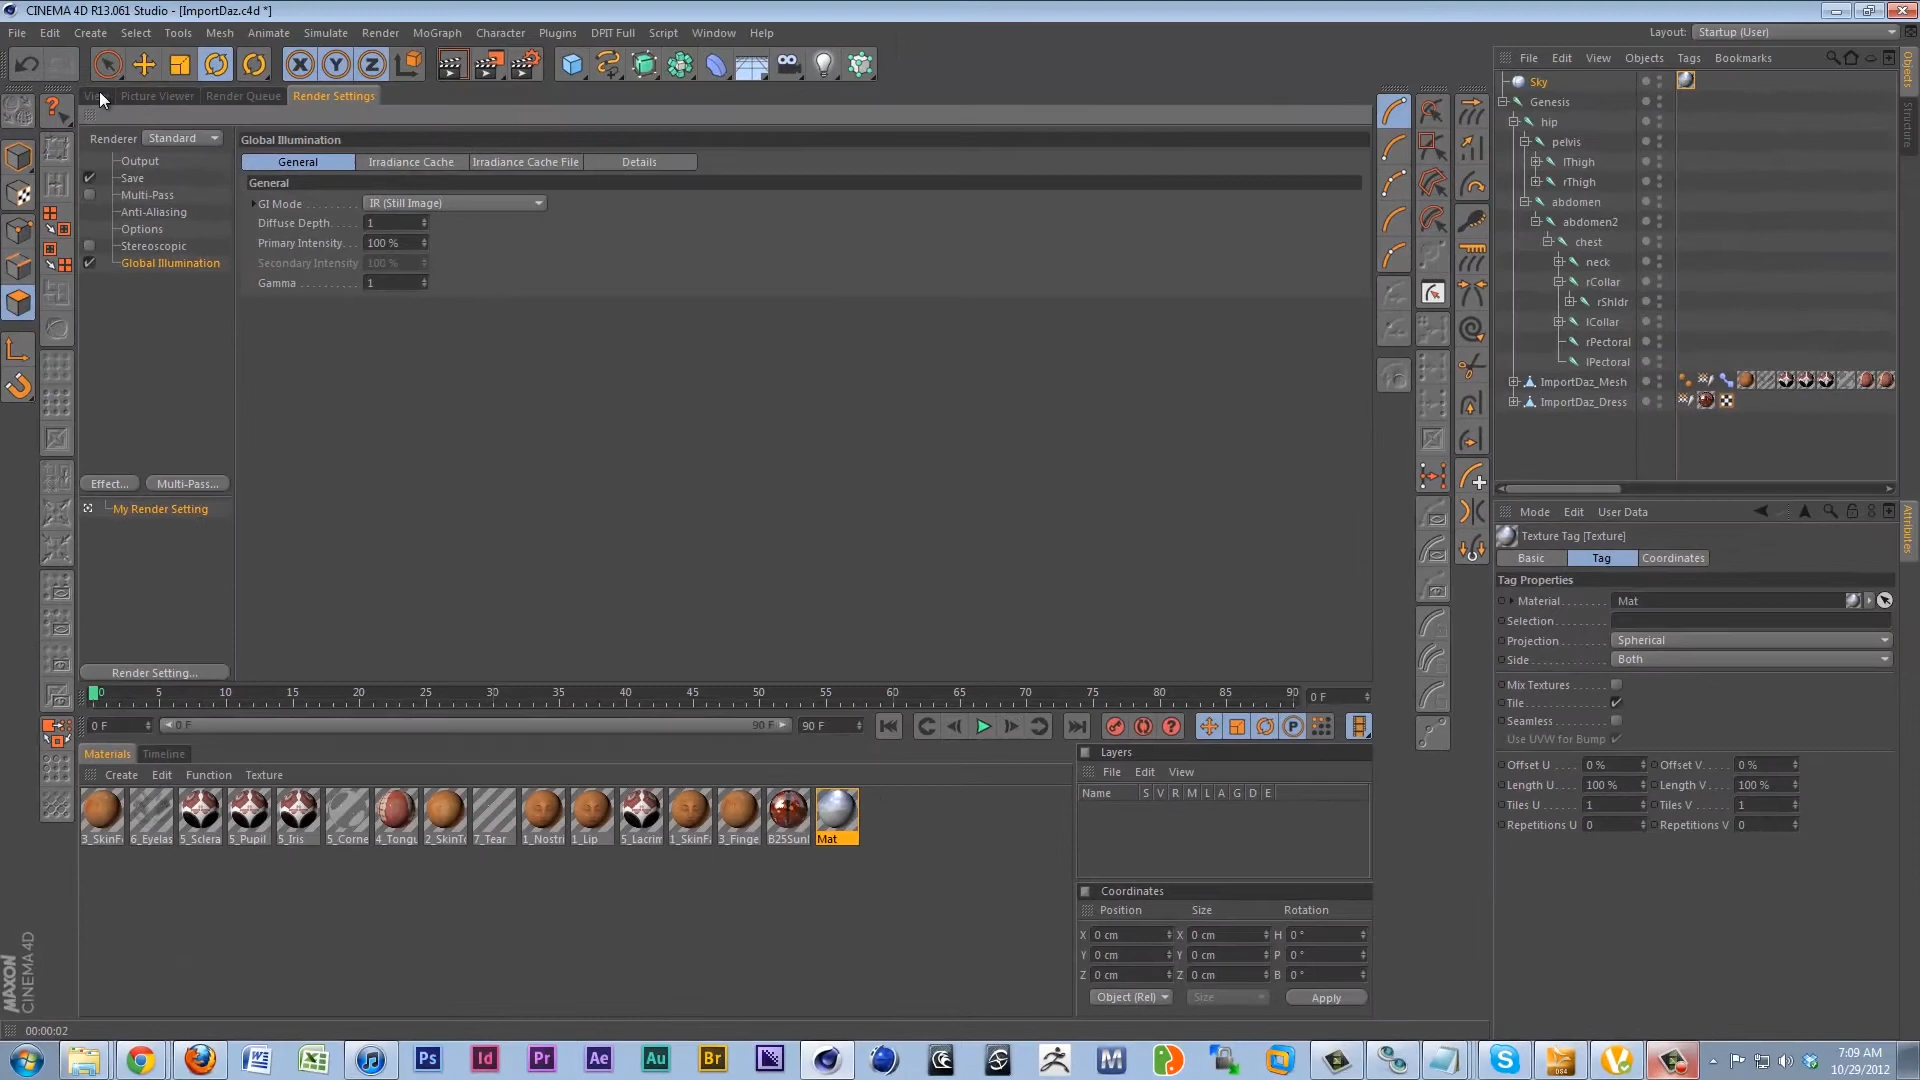 CINEMA 4D R13.061 Studio - [ImportDaz.c4d *]
File Edit Create Select Tools Mesh Animate Simulate Render MoGraph Character Plugins DPIT Full Script Window Help
Layout: Startup (User)
File Edit View Objects Tags Bookmarks
Objects
Structure
Sky
Genesis
hip
pelvis
lThigh
rThigh
abdomen
abdomen2
chest
neck
rCollar
rShldr
lCollar
rPectoral
lPectoral
ImportDaz_Mesh
ImportDaz_Dress
Picture Viewer Render Queue Render Settings
Renderer Standard
Output
Save
Multi-Pass
Anti-Aliasing
Options
Stereoscopic
Global Illumination
Effect... Multi-Pass...
My Render Setting
Render Setting...
Global Illumination
General Irradiance Cache Irradiance Cache File Details
General
GI Mode IR (Still Image)
Diffuse Depth. 1
Primary Intensity. 100 %
Secondary Intensity 100 %
Gamma 1
X Y Z
0 5 10 15 20 25 30 35 40 45 50 55 60 65 70 75 80 85 90 0 F
0 F 0 F 90 F 90 F
P
Materials Timeline
Create Edit Function Texture
3_SkinF 6_Eyelas 5_Sclera 5_Pupil 5_Iris 5_Corne 4_Tongu 2_SkinTo 7_Tear 1_Nostri 1_Lip 5_Lacrim 1_SkinF 3_Finge B25Sun Mat
Layers
File Edit View
Name S V R M L A G D E
Coordinates
Position Size Rotation
X 0 cm X 0 cm H 0 °
Y 0 cm Y 0 cm P 0 °
Z 0 cm Z 0 cm B 0 °
Object (Rel) Size Apply
Mode Edit User Data
Attributes
Texture Tag [Texture]
Basic Tag Coordinates
Tag Properties
Material Mat
Selection
Projection Spherical
Side Both
Mix Textures
Tile
Seamless
Use UVW for Bump
Offset U 0 % Offset V. 0 %
Length U 100 % Length V 100 %
Tiles U 1 Tiles V 1
Repetitions U 0 Repetitions V 0
MAXON
CINEMA 4D
00:00:02
Ps Id Pr Ae Au Br M S DS4
7:09 AM
10/29/2012